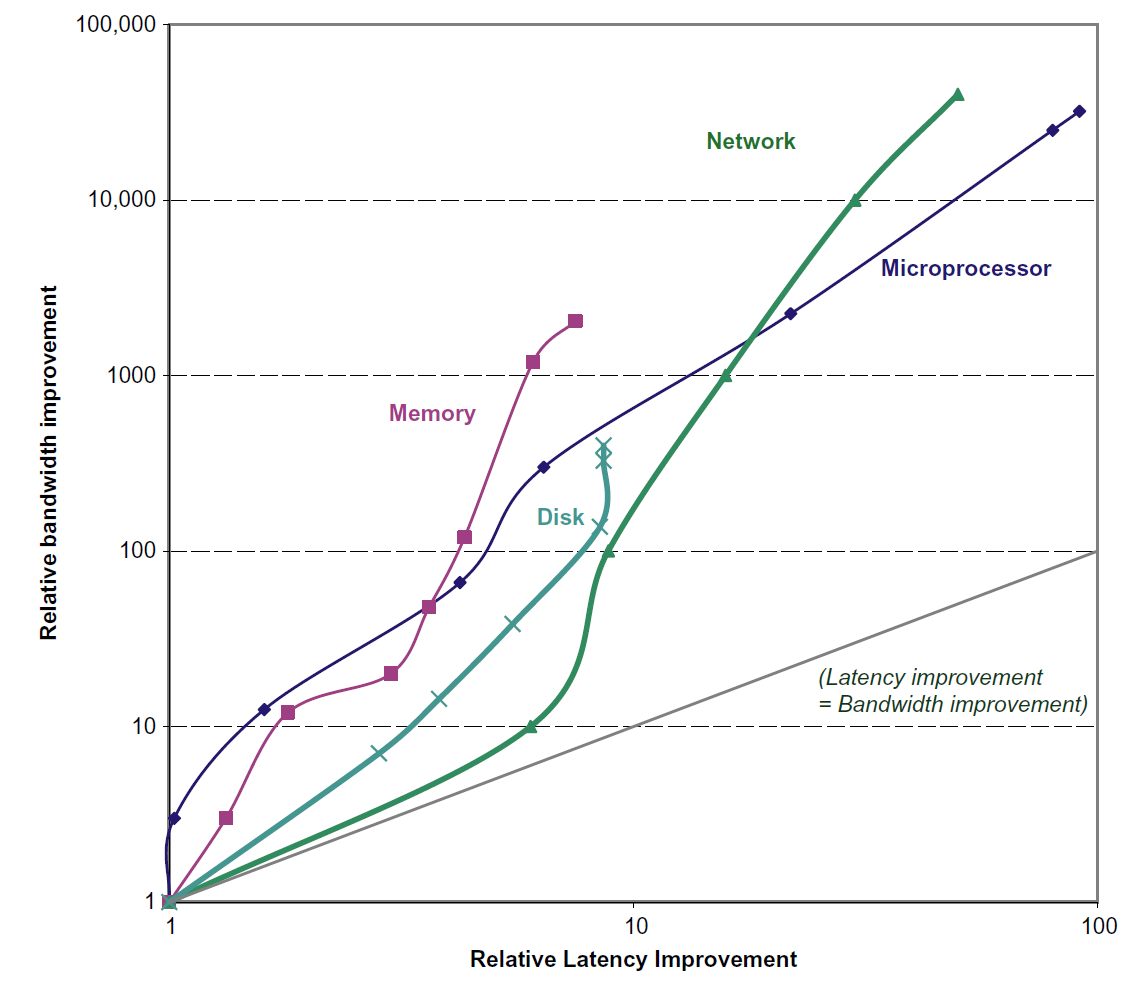 100,000
10,000
1000
100
10
1
Relative bandwidth improvement
Network
Microprocessor
Memory
Disk
(Latency improvement
= Bandwidth improvement)
1
10
100
Relative Latency Improvement